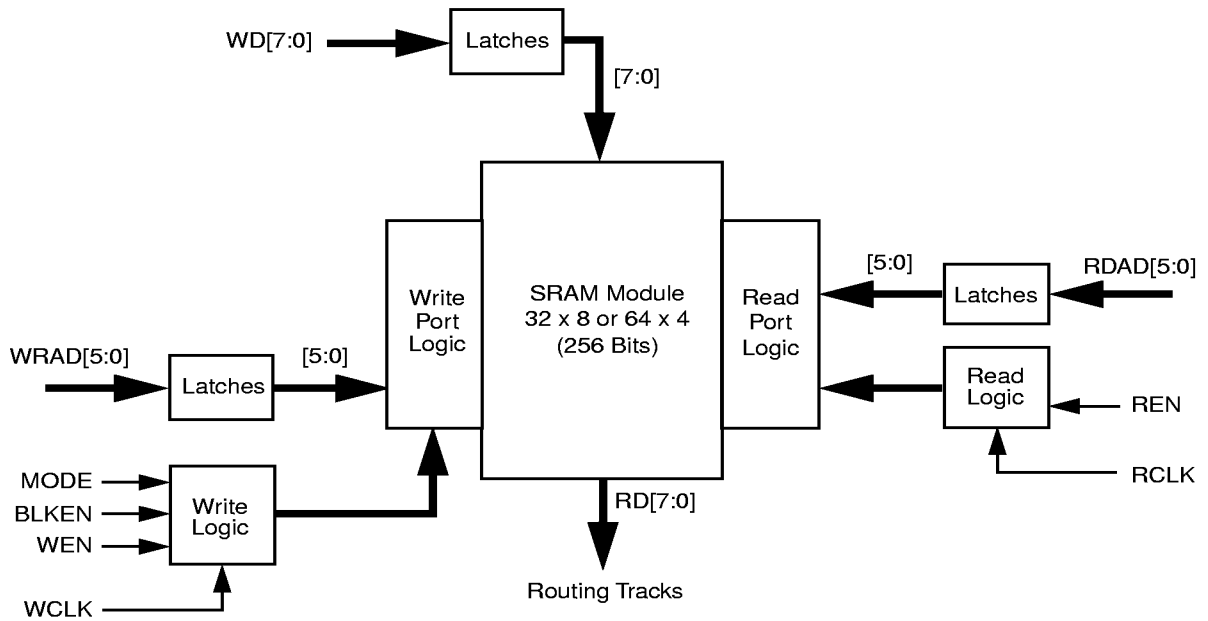 WD[7:0]
Latches
[7:0]
SRAM Module
32 x 8 or 64 x 4
(256 Bits)
Write
Port
Logic
Read
Port
Logic
[5:0]
Latches
RDAD[5:0]
WRAD[5:0]
Latches
[5:0]
Read
Logic
REN
RCLK
MODE
BLKEN
WEN
WCLK
Write
Logic
RD[7:0]
Routing Tracks